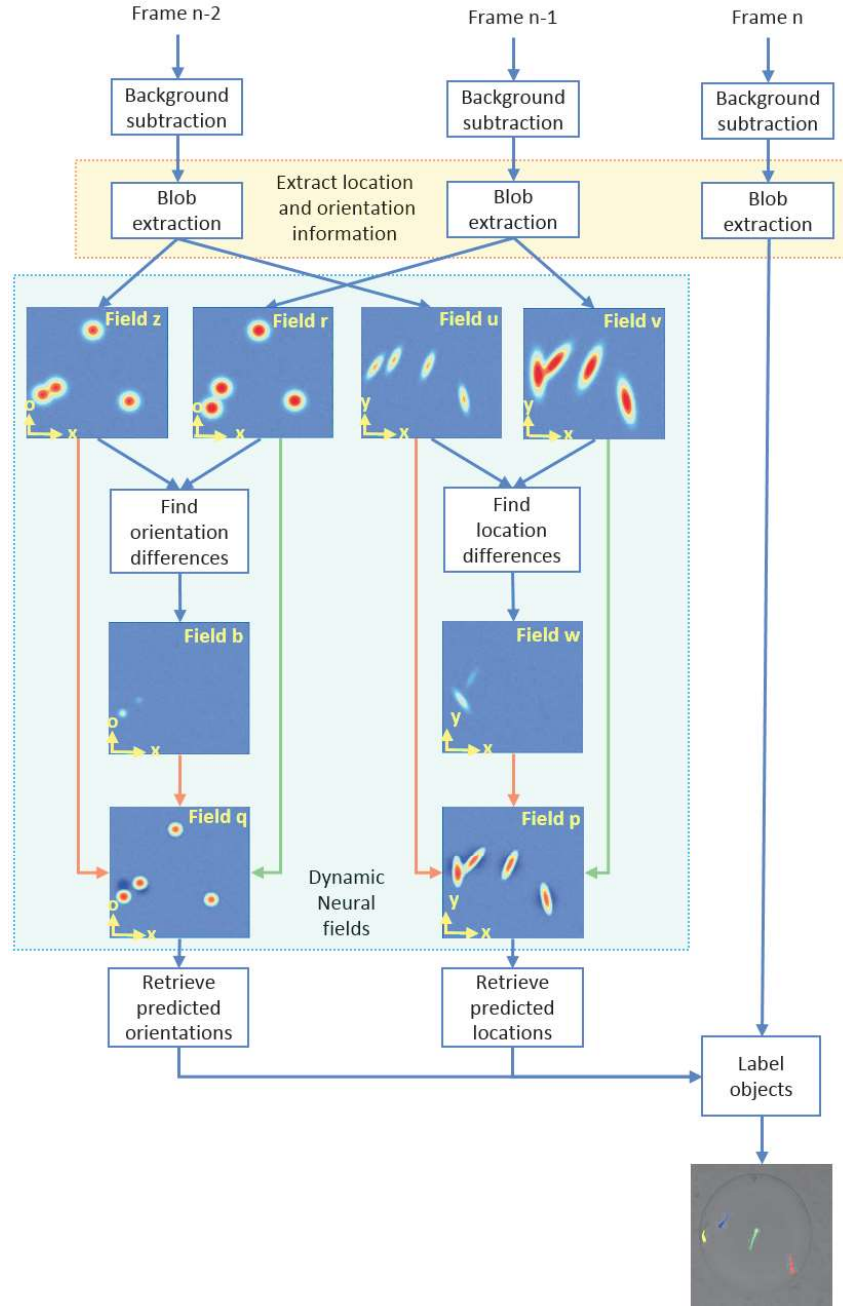 Frame n-2
Frame n-1
Frame n
Background
subtraction
Background
subtraction
Background
subtraction
Blob
extraction
Extract location
and orientation
information
Blob
extraction
Blob
extraction
Field z
o
x
Field r
o
x
Field u
y
x
Field v
y
x
Find
orientation
differences
Find
location
differences
Field b
o
x
Field w
y
x
Field q
o
x
Dynamic
Neural
fields
Field p
y
x
Retrieve
predicted
orientations
Retrieve
predicted
locations
Label
objects